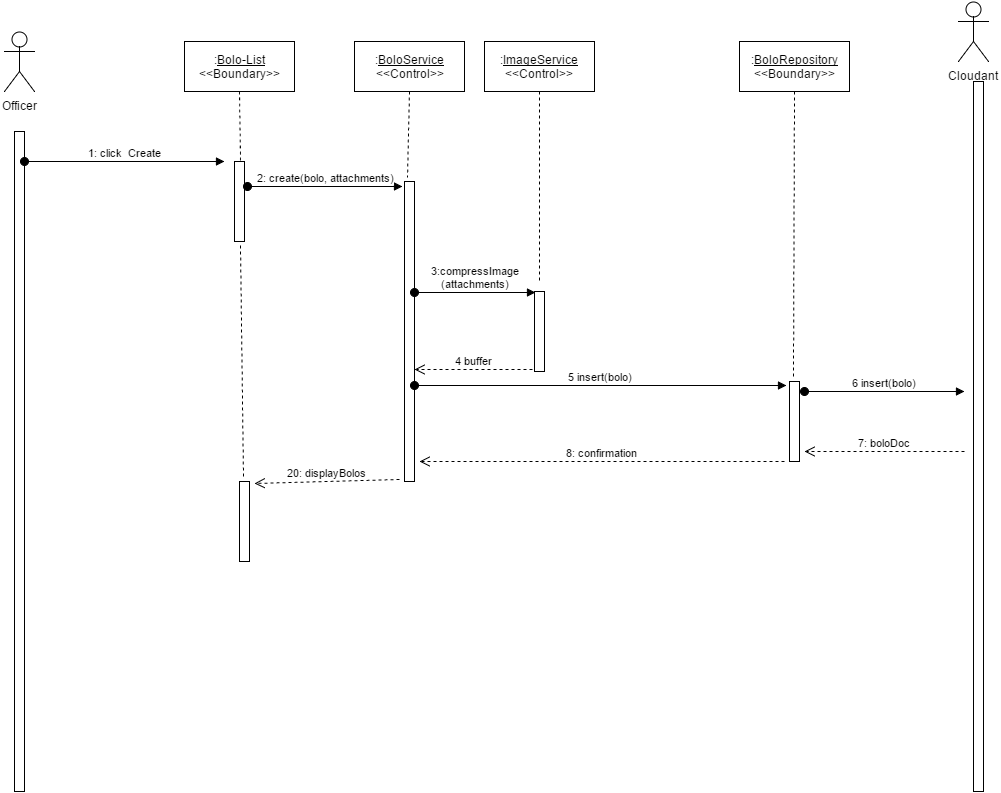 Officer
:Bolo-List
<<Boundary>>
:BoloService
<<Control>>
:ImageService
<<Control>>
:BoloRepository
<<Boundary>>
Cloudant
1: click  Create
2: create(bolo, attachments)
3:compressImage
(attachments)
4 buffer
5 insert(bolo)
6 insert(bolo)
7: boloDoc
8: confirmation
20: displayBolos